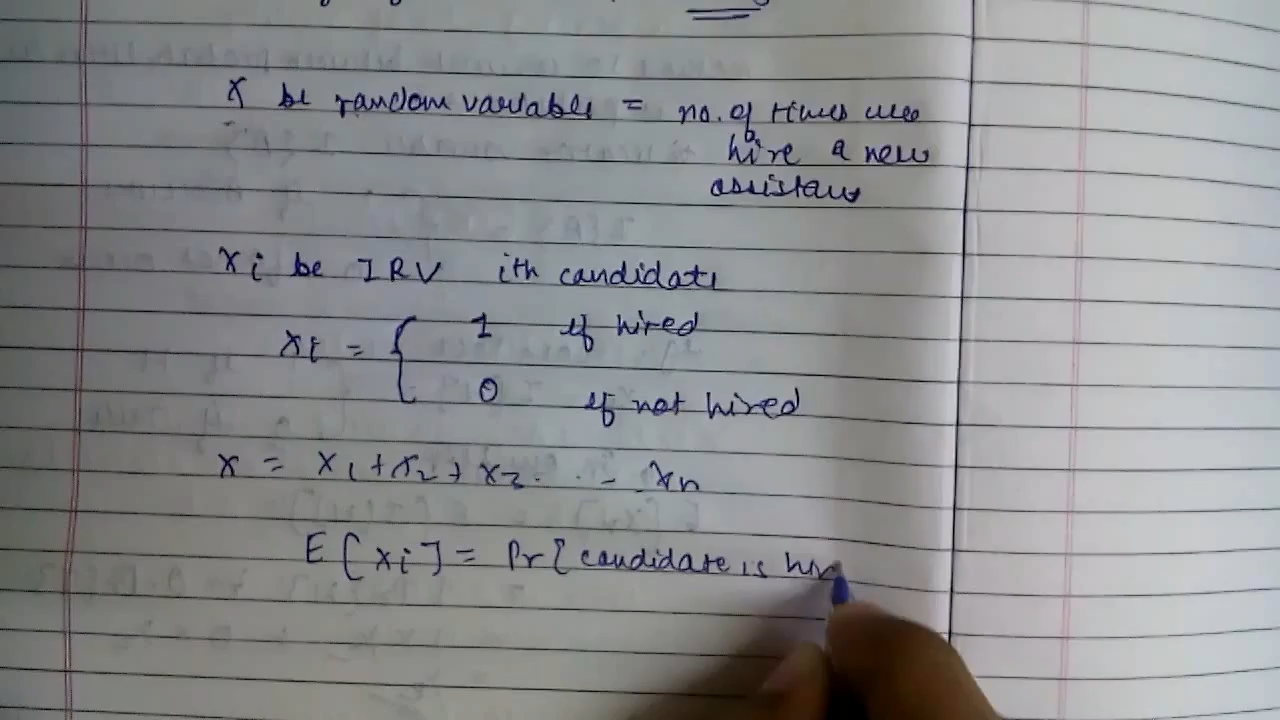 X be random variable = no. of times we
hire a new
assistant
xi be IRV ith candidate
xi = { 1 if hired
0 if not hired
x = x1 + x2 + x3 . . - xn
E [xi] = Pr[ candidate is hir